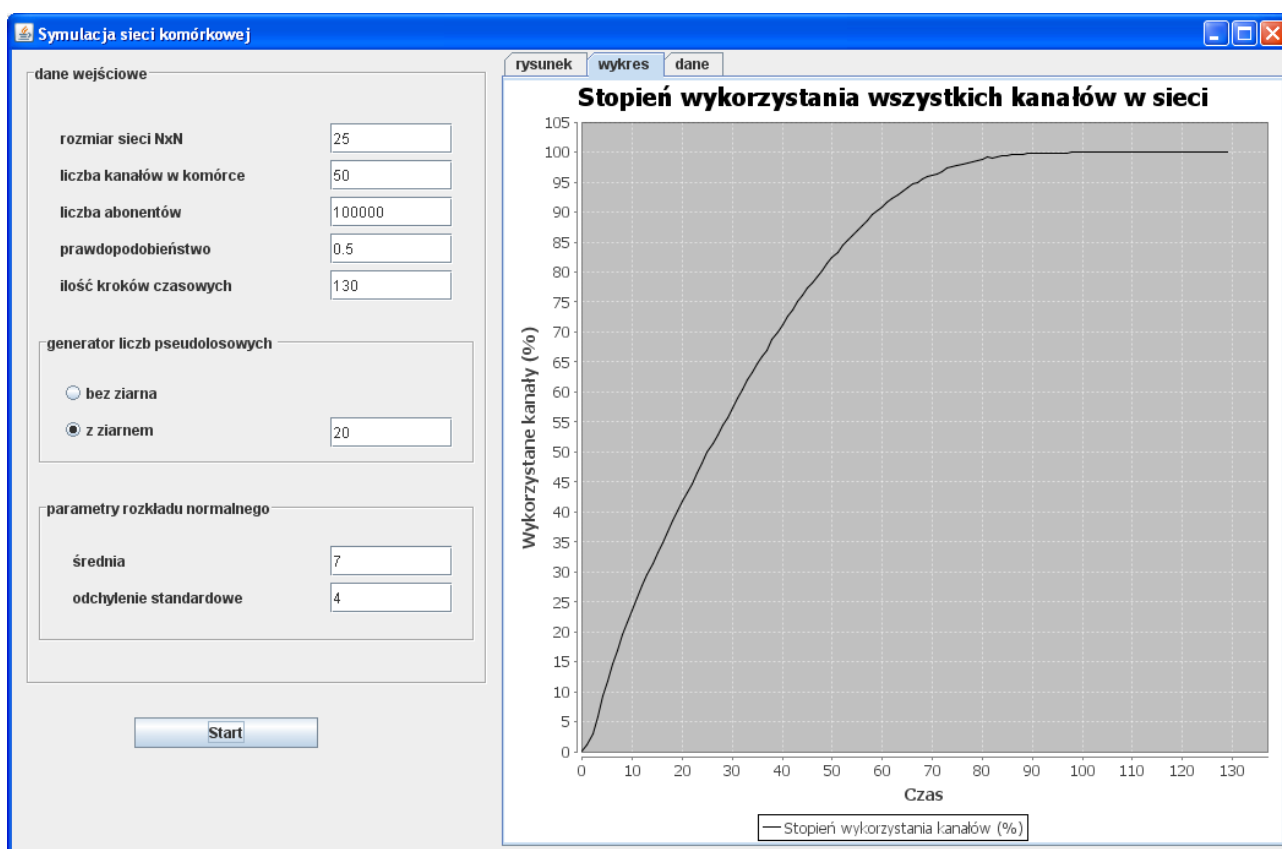 Symulacja sieci komórkowej
dane wejściowe
rozmiar sieci NxN
25
liczba kanałów w komórce
50
liczba abonentów
100000
prawdopodobieństwo
0.5
ilość kroków czasowych
130
generator liczb pseudolosowych
bez ziarna
z ziarnem
20
parametry rozkładu normalnego
średnia
7
odchylenie standardowe
4
Start
rysunek
wykres
dane
Stopień wykorzystania wszystkich kanałów w sieci
Wykorzystane kanały (%)
105
100
95
90
85
80
75
70
65
60
55
50
45
40
35
30
25
20
15
10
5
0
0 10 20 30 40 50 60 70 80 90 100 110 120 130
Czas
Stopień wykorzystania kanałów (%)